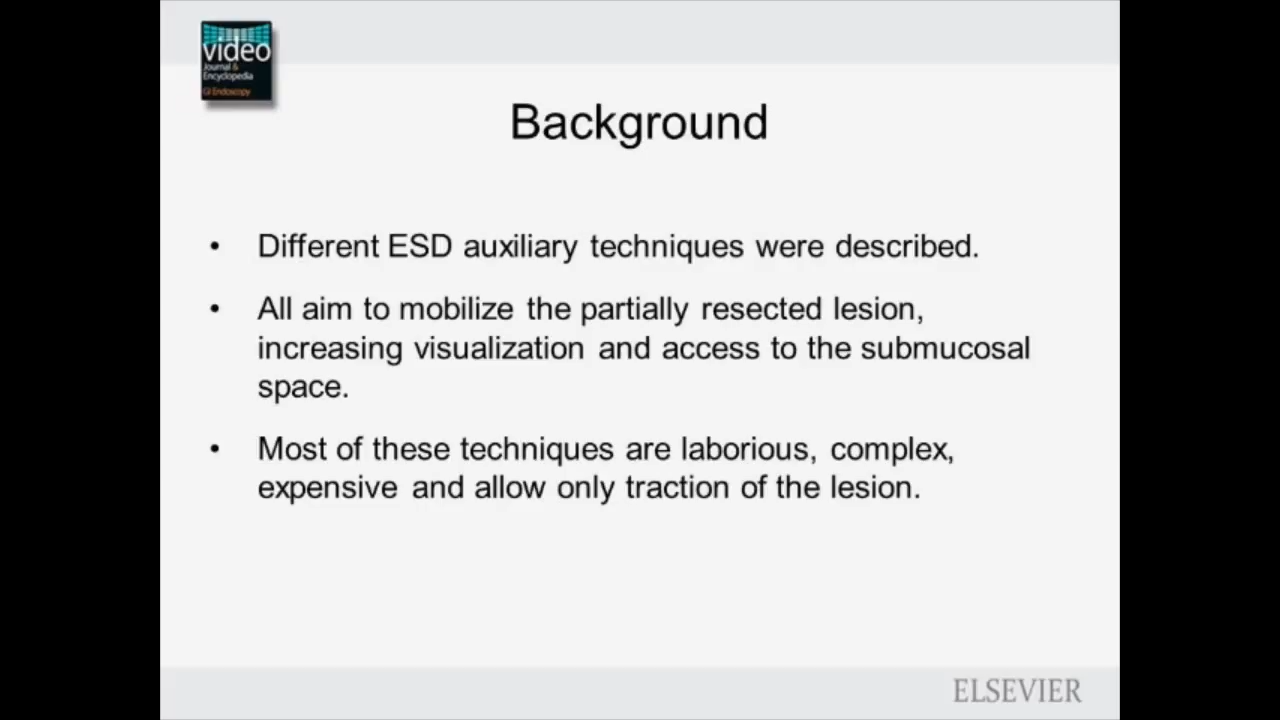 video
Journal &
Encyclopedia
GI Endoscopy
Background
• Different ESD auxiliary techniques were described.
• All aim to mobilize the partially resected lesion,
increasing visualization and access to the submucosal
space.
• Most of these techniques are laborious, complex,
expensive and allow only traction of the lesion.
ELSEVIER